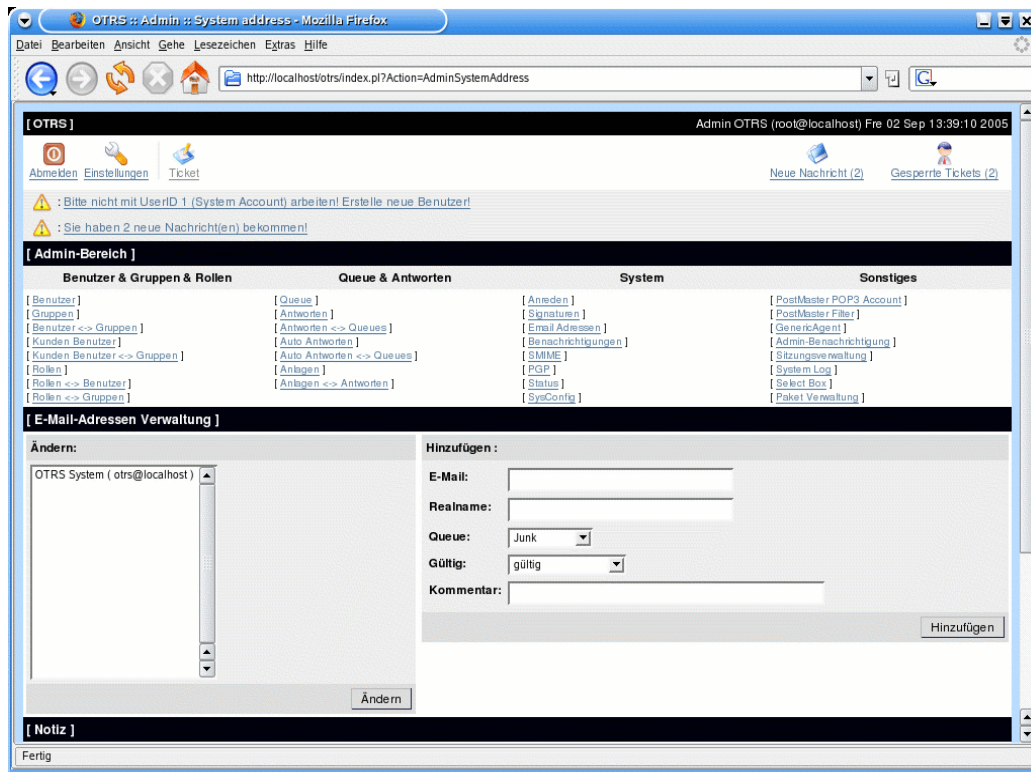 OTRS :: Admin :: System address - Mozilla Firefox
Datei Bearbeiten Ansicht Gehe Lesezeichen Extras Hilfe
http://localhost/otrs/index.pl?Action=AdminSystemAddress
G
[ OTRS ] Admin OTRS (root@localhost) Fre 02 Sep 13:39:10 2005
Abmelden Einstellungen Ticket Neue Nachricht (2) Gesperrte Tickets (2)
: Bitte nicht mit UserID 1 (System Account) arbeiten! Erstelle neue Benutzer!
: Sie haben 2 neue Nachricht(en) bekommen!
[ Admin-Bereich ]
Benutzer & Gruppen & Rollen Queue & Antworten System Sonstiges
[ Benutzer ] [ Queue ] [ Anreden ] [ PostMaster POP3 Account ]
[ Gruppen ] [ Antworten ] [ Signaturen ] [ PostMaster Filter ]
[ Benutzer <-> Gruppen ] [ Antworten <-> Queues ] [ Email Adressen ] [ GenericAgent ]
[ Kunden Benutzer ] [ Auto Antworten ] [ Benachrichtigungen ] [ Admin-Benachrichtigung ]
[ Kunden Benutzer <-> Gruppen ] [ Auto Antworten <-> Queues ] [ SMIME ] [ Sitzungsverwaltung ]
[ Rollen ] [ Anlagen ] [ PGP ] [ System Log ]
[ Rollen <-> Benutzer ] [ Anlagen <-> Antworten ] [ Status ] [ Select Box ]
[ Rollen <-> Gruppen ] [ SysConfig ] [ Paket Verwaltung ]
[ E-Mail-Adressen Verwaltung ]
Ändern: Hinzufügen :
OTRS System ( otrs@localhost )
E-Mail:
Realname:
Queue: Junk
Gültig: gültig
Kommentar:
Hinzufügen
Ändern
[ Notiz ]
Fertig